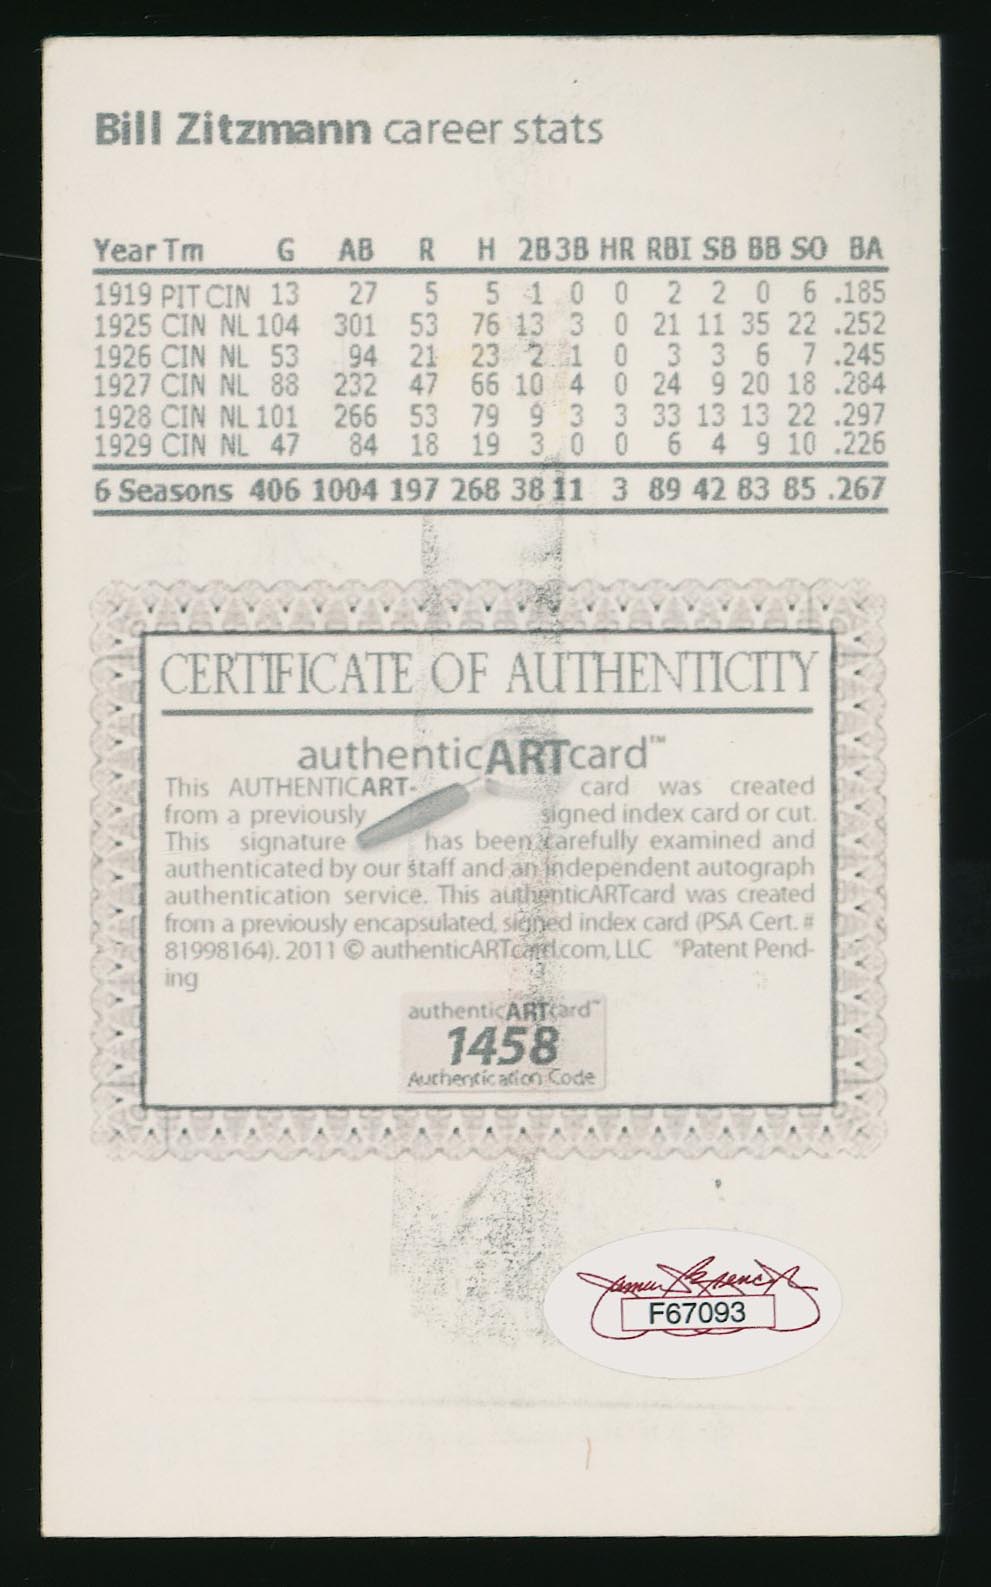 Bill Zitzmann career stats
Year Tm G AB R H 2B 3B HR RBI SB BB SO BA
1919 PIT CIN 13 27 5 5 1 0 0 2 2 0 6 .185
1925 CIN NL 104 301 53 76 13 3 0 21 11 35 22 .252
1926 CIN NL 53 94 21 23 2 1 0 3 3 6 7 .245
1927 CIN NL 88 232 47 66 10 4 0 24 9 20 18 .284
1928 CIN NL 101 266 53 79 9 3 3 33 13 13 22 .297
1929 CIN NL 47 84 18 19 3 0 0 6 4 9 10 .226
6 Seasons 406 1004 197 268 38 11 3 89 42 83 85 .267
CERTIFICATE OF AUTHENTICITY
authenticARTcard™
This AUTHENTICART- card was created
from a previously signed index card or cut.
This signature has been carefully examined and
authenticated by our staff and an independent autograph
authentication service. This authenticARTcard was created
from a previously encapsulated, signed index card (PSA Cert. #
81998164). 2011 © authenticARTcard.com, LLC *Patent Pend-
ing
authenticARTcard™
1458
Authentication Code
James Spence Jr
F67093